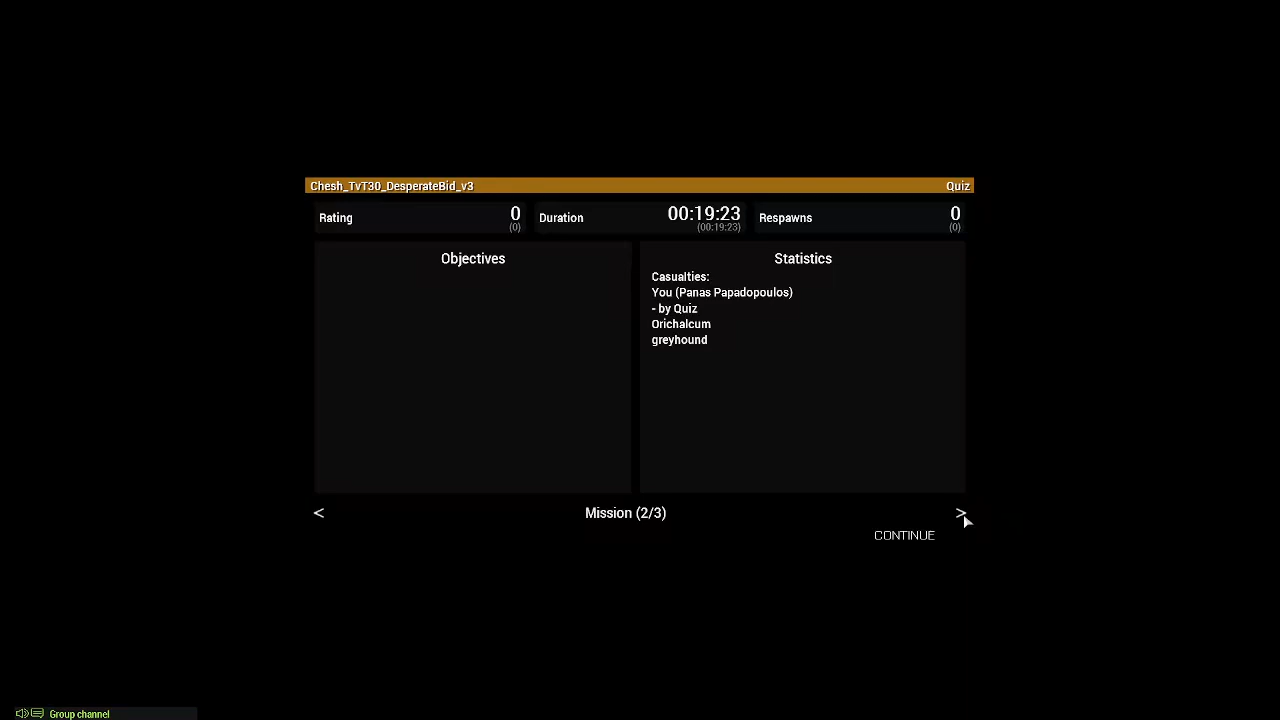 Chesh_TvT30_DesperateBid_v3 Quiz
Rating 0 (0) Duration 00:19:23 (00:19:23) Respawns 0 (0)
Objectives
Statistics
Casualties:
You (Panas Papadopoulos)
- by Quiz
Orichalcum
greyhound
< Mission (2/3) >
CONTINUE
Group channel